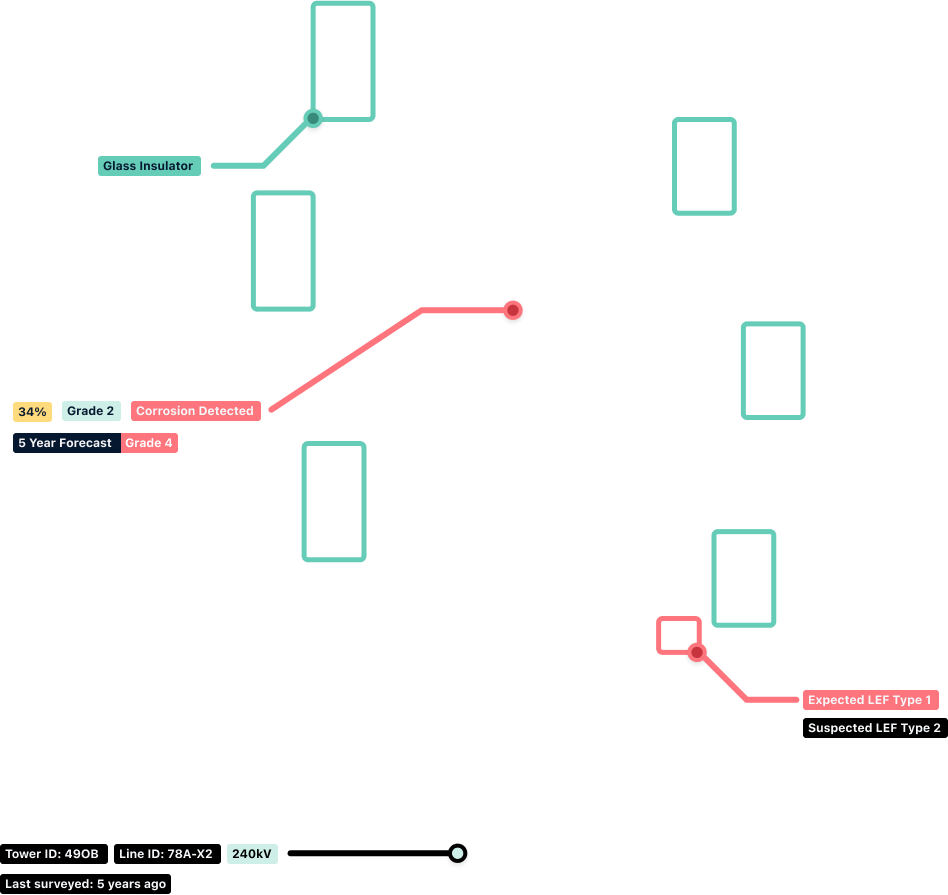 Glass Insulator
34% Grade 2 Corrosion Detected
5 Year Forecast Grade 4
Expected LEF Type 1
Suspected LEF Type 2
Tower ID: 49OB Line ID: 78A-X2 240kV
Last surveyed: 5 years ago